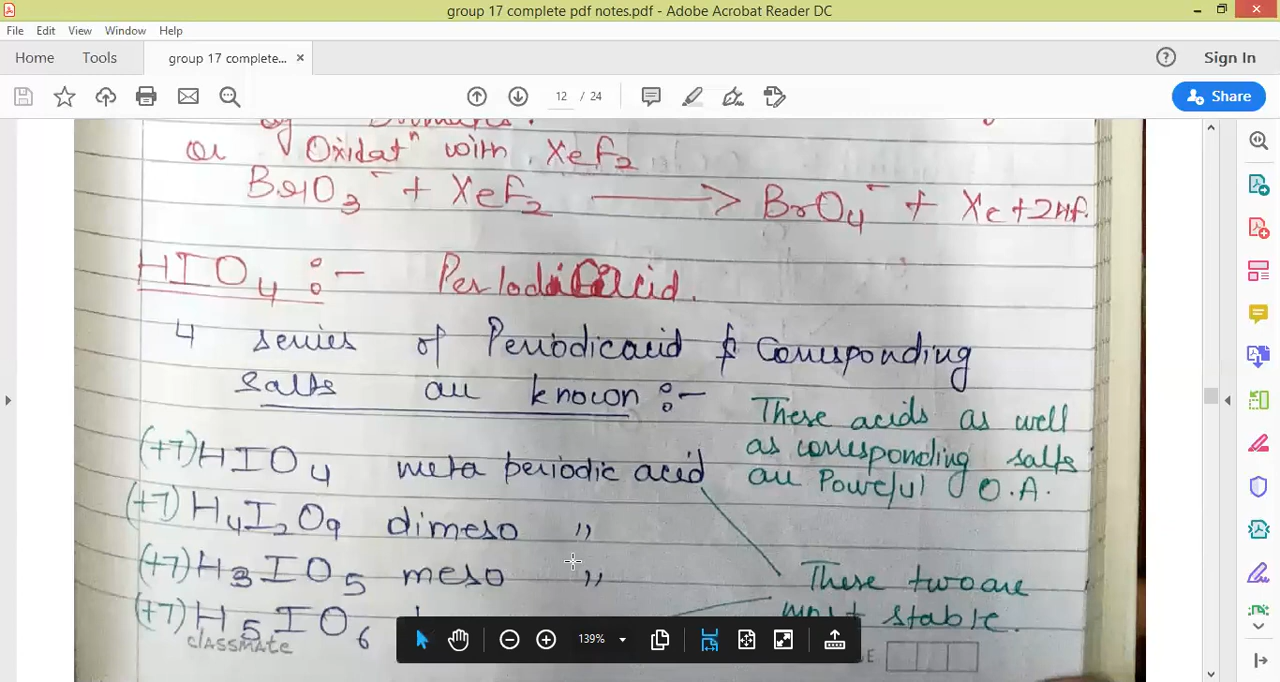 group 17 complete pdf notes.pdf - Adobe Acrobat Reader DC
File Edit View Window Help
Home Tools group 17 complete... × Sign In
12 / 24 Share
or Oxidatⁿ with XeF₂
BrO₃⁻ + XeF₂ → BrO₄⁻ + Xe + 2HF.
HIO₄ :- Acid.
4 series of Periodic acid & Corresponding
salts are known :-
These acids as well
as corresponding salts
are Powerful O.A.
(+7) HIO₄ meta periodic acid
(+7) H₄I₂O₉ dimeso ,,
(+7) H₃IO₅ meso ,,
(+7) H₅IO₆
These two are
most stable.
classmate
139%